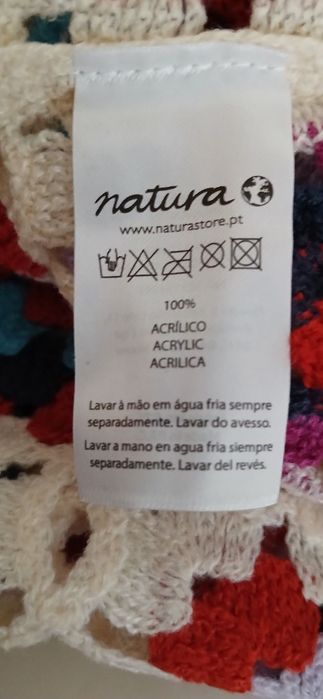 natura
www.naturastore.pt
100%
ACRÍLICO
ACRYLIC
ACRILICA
Lavar à mão em água fria sempre
separadamente. Lavar do avesso.
Lavar a mano en agua fria siempre
separadamente. Lavar del revés.